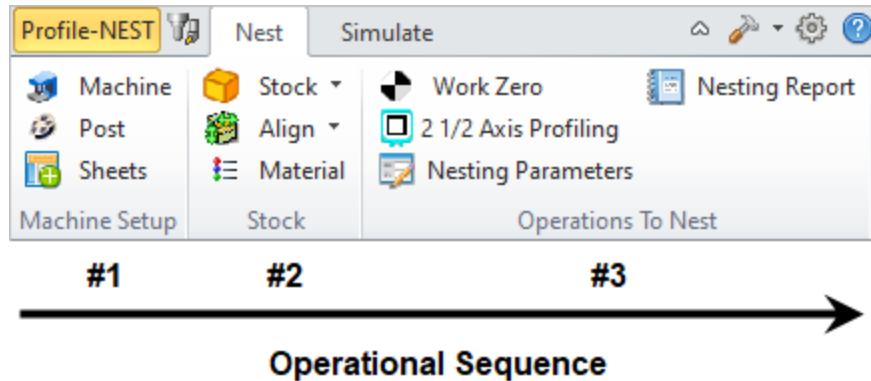 Profile-NEST Nest Simulate
Machine Stock Work Zero Nesting Report
Post Align 2 1/2 Axis Profiling
Sheets Material Nesting Parameters
Machine Setup Stock Operations To Nest
#1 #2 #3
Operational Sequence